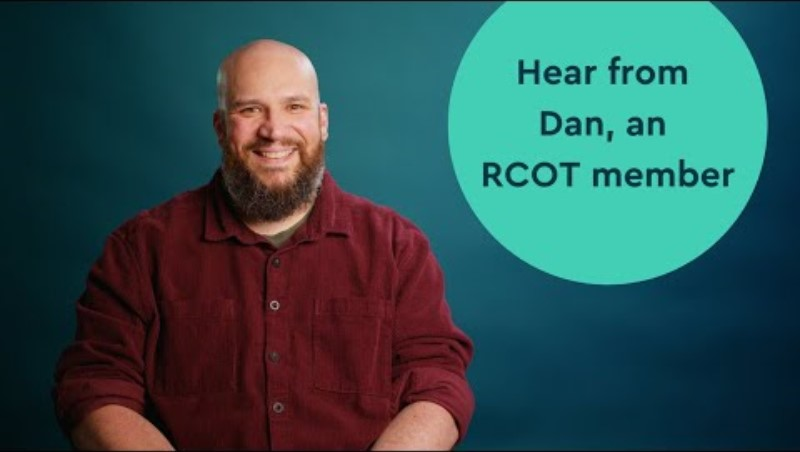 Hear from
Dan, an
RCOT member